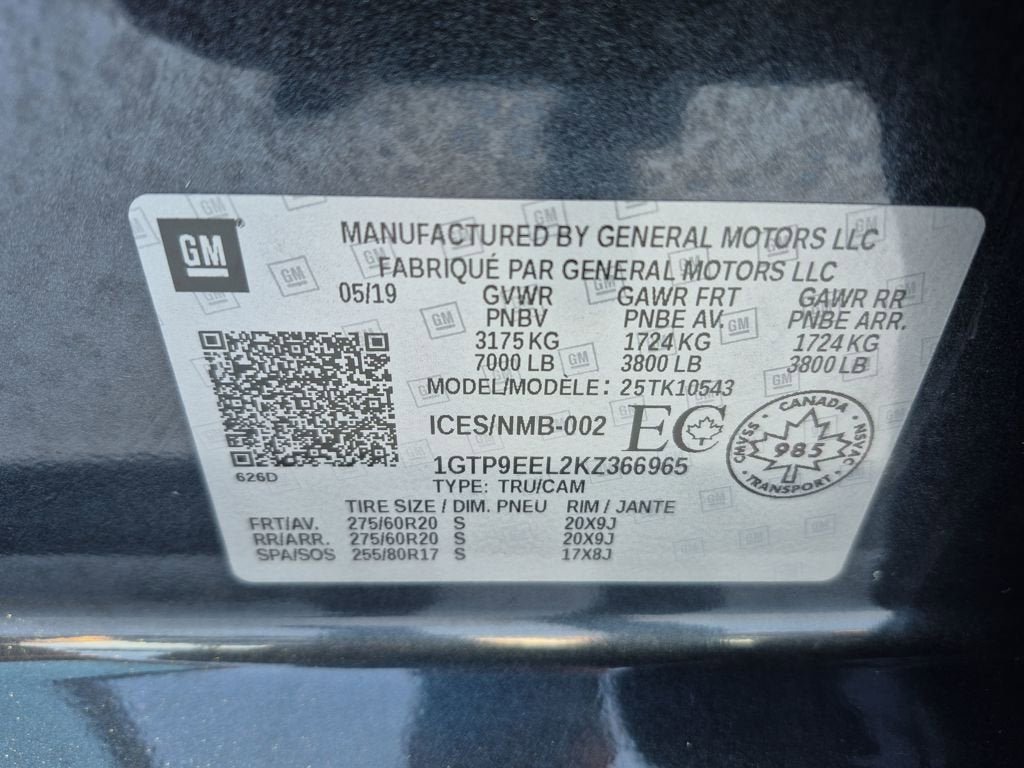 GM
MANUFACTURED BY GENERAL MOTORS LLC
FABRIQUÉ PAR GENERAL MOTORS LLC
05/19 GVWR GAWR FRT GAWR RR
PNBV PNBE AV. PNBE ARR.
3175 KG 1724 KG 1724 KG
7000 LB 3800 LB 3800 LB
MODEL/MODÈLE: 25TK10543
ICES/NMB-002 EC
CANADA
CMVSS 985 NSVAC
TRANSPORT
1GTP9EEL2KZ366965
626D
TYPE: TRU/CAM
TIRE SIZE / DIM. PNEU RIM / JANTE
FRT/AV. 275/60R20 S 20X9J
RR/ARR. 275/60R20 S 20X9J
SPA/SOS 255/80R17 S 17X8J